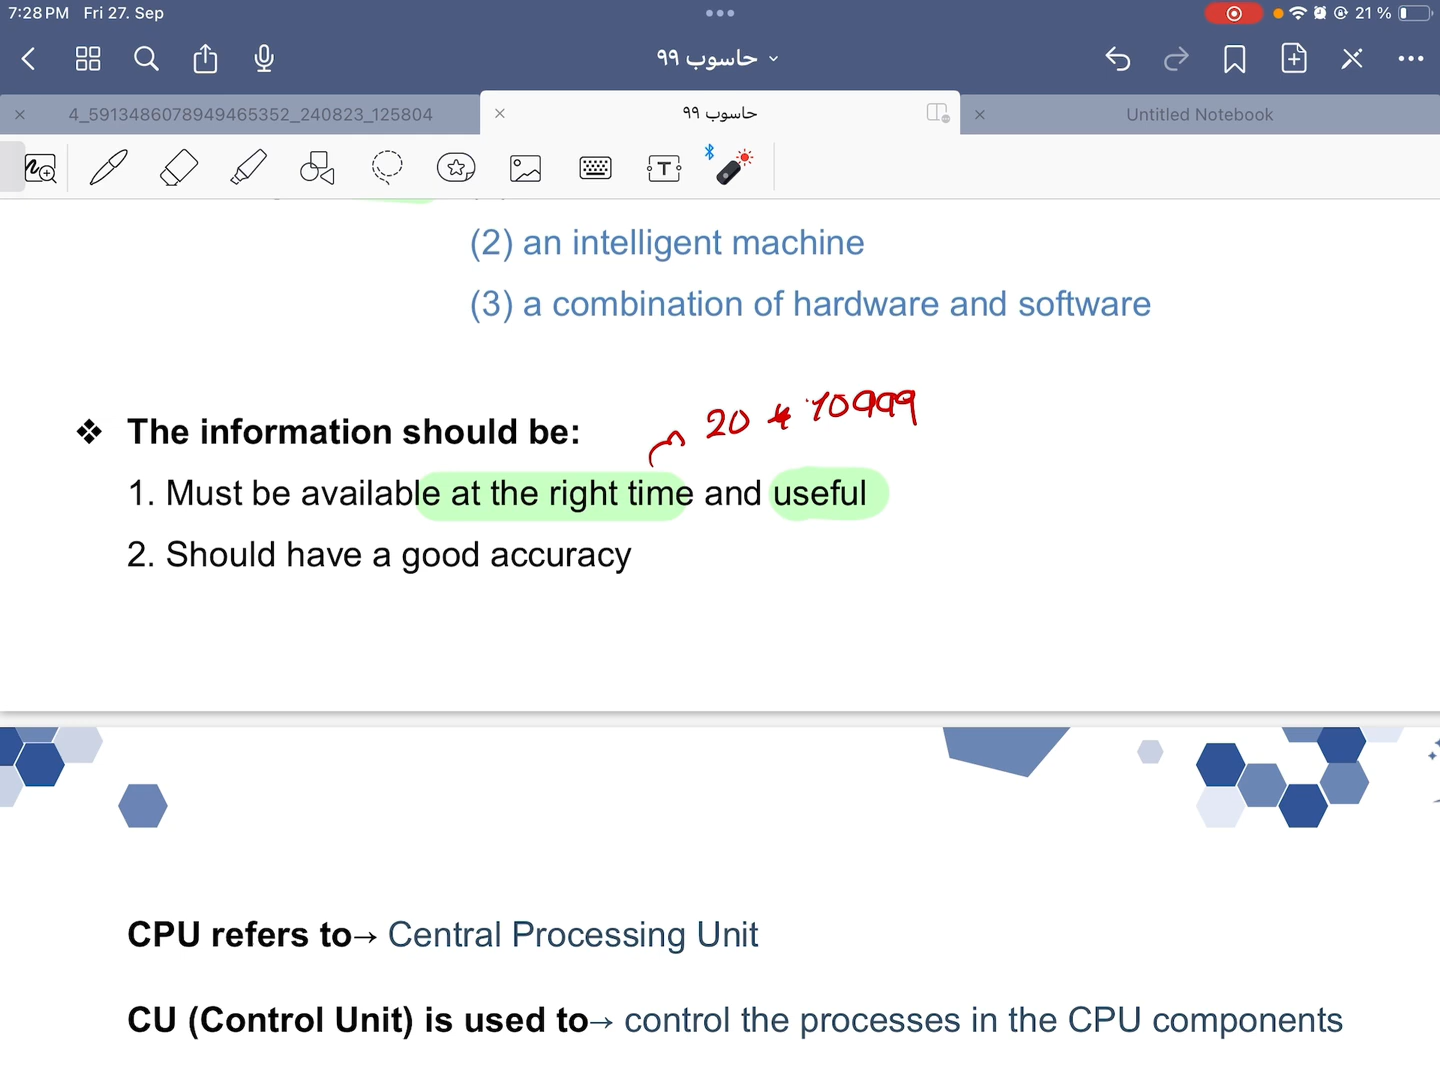 7:28 PM Fri 27. Sep
21 %
حاسوب ٩٩
4_5913486078949465352_240823_125804
حاسوب ٩٩
Untitled Notebook
(2) an intelligent machine
(3) a combination of hardware and software
20 * 10999
❖ The information should be:
1. Must be available at the right time and useful
2. Should have a good accuracy
CPU refers to→ Central Processing Unit
CU (Control Unit) is used to→ control the processes in the CPU components